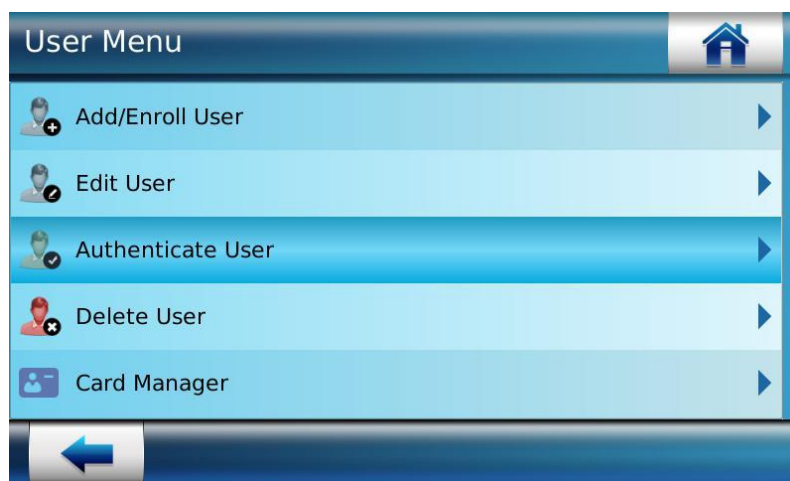 User Menu
Add/Enroll User
Edit User
Authenticate User
Delete User
Card Manager